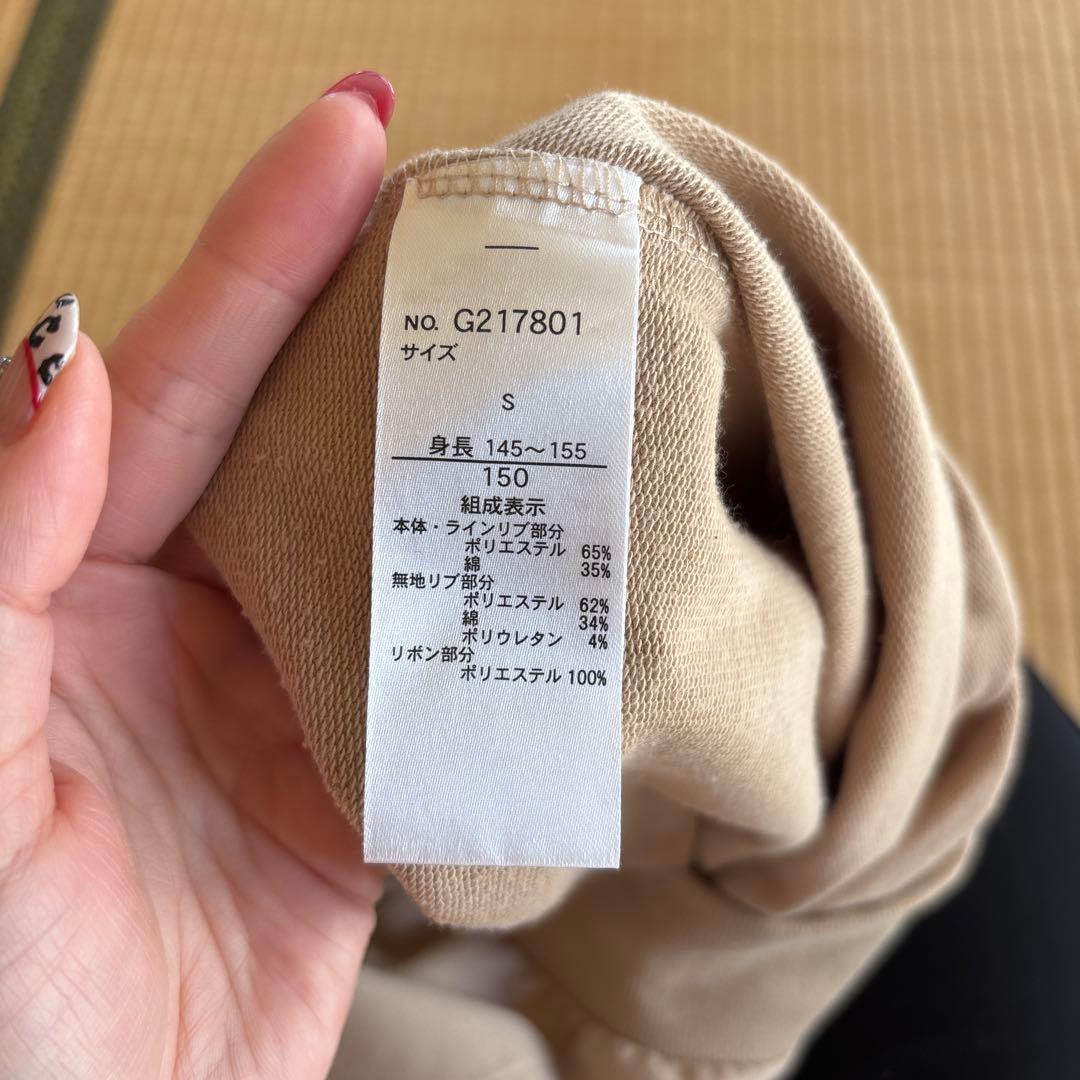 NO. G217801
サイズ
S
身長 145～155
150
組成表示
本体・ラインリブ部分
ポリエステル 65%
綿 35%
無地リブ部分
ポリエステル 62%
綿 34%
ポリウレタン 4%
リボン部分
ポリエステル 100%